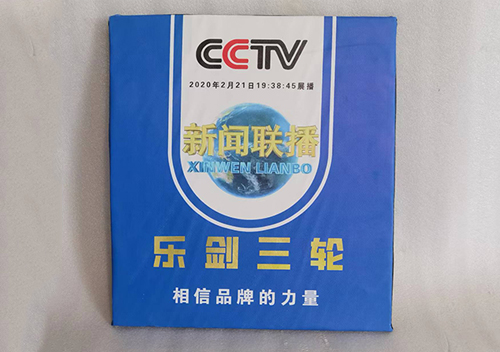 CCTV
2020年2月21日19:38:45展播
新闻联播
XINWEN LIANBO
乐剑三轮
相信品牌的力量